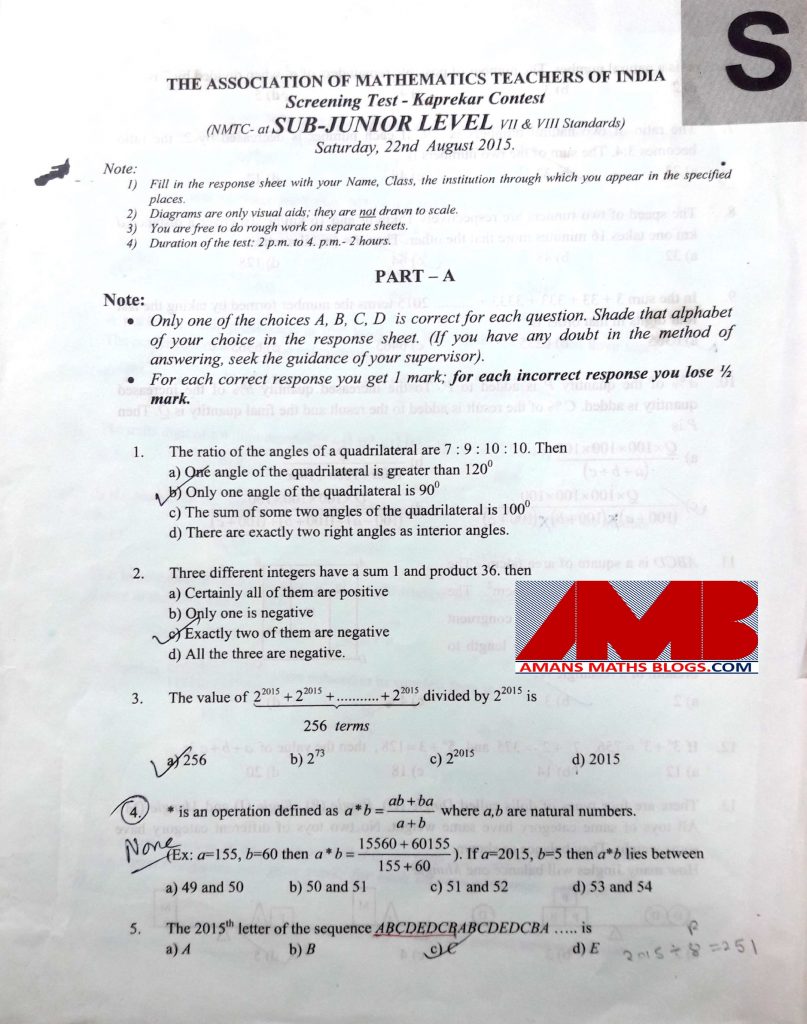 S
THE ASSOCIATION OF MATHEMATICS TEACHERS OF INDIA
Screening Test - Kaprekar Contest
(NMTC- at SUB-JUNIOR LEVEL VII & VIII Standards)
Saturday, 22nd August 2015.
Note:
1) Fill in the response sheet with your Name, Class, the institution through which you appear in the specified
places.
2) Diagrams are only visual aids; they are not drawn to scale.
3) You are free to do rough work on separate sheets.
4) Duration of the test: 2 p.m. to 4. p.m.- 2 hours.
PART – A
Note:
• Only one of the choices A, B, C, D is correct for each question. Shade that alphabet
of your choice in the response sheet. (If you have any doubt in the method of
answering, seek the guidance of your supervisor).
• For each correct response you get 1 mark; for each incorrect response you lose ½
mark.
1. The ratio of the angles of a quadrilateral are 7 : 9 : 10 : 10. Then
a) One angle of the quadrilateral is greater than 120⁰
b) Only one angle of the quadrilateral is 90⁰
c) The sum of some two angles of the quadrilateral is 100⁰
d) There are exactly two right angles as interior angles.
2. Three different integers have a sum 1 and product 36. then
a) Certainly all of them are positive
b) Only one is negative
c) Exactly two of them are negative
d) All the three are negative.
AMB
AMANS MATHS BLOGS.COM
3. The value of 2²⁰¹⁵ + 2²⁰¹⁵ + ........... + 2²⁰¹⁵ divided by 2²⁰¹⁵ is
256 terms
a) 256 b) 2⁷³ c) 2²⁰¹⁵ d) 2015
4. * is an operation defined as a*b = (ab + ba)/(a+b) where a,b are natural numbers.
None
(Ex: a=155, b=60 then a*b = (15560 + 60155)/(155 + 60) ). If a=2015, b=5 then a*b lies between
a) 49 and 50 b) 50 and 51 c) 51 and 52 d) 53 and 54
5. The 2015th letter of the sequence ABCDEDCBABCDEDCBA ..... is
a) A b) B c) C d) E 2015 ÷ 8 = 251